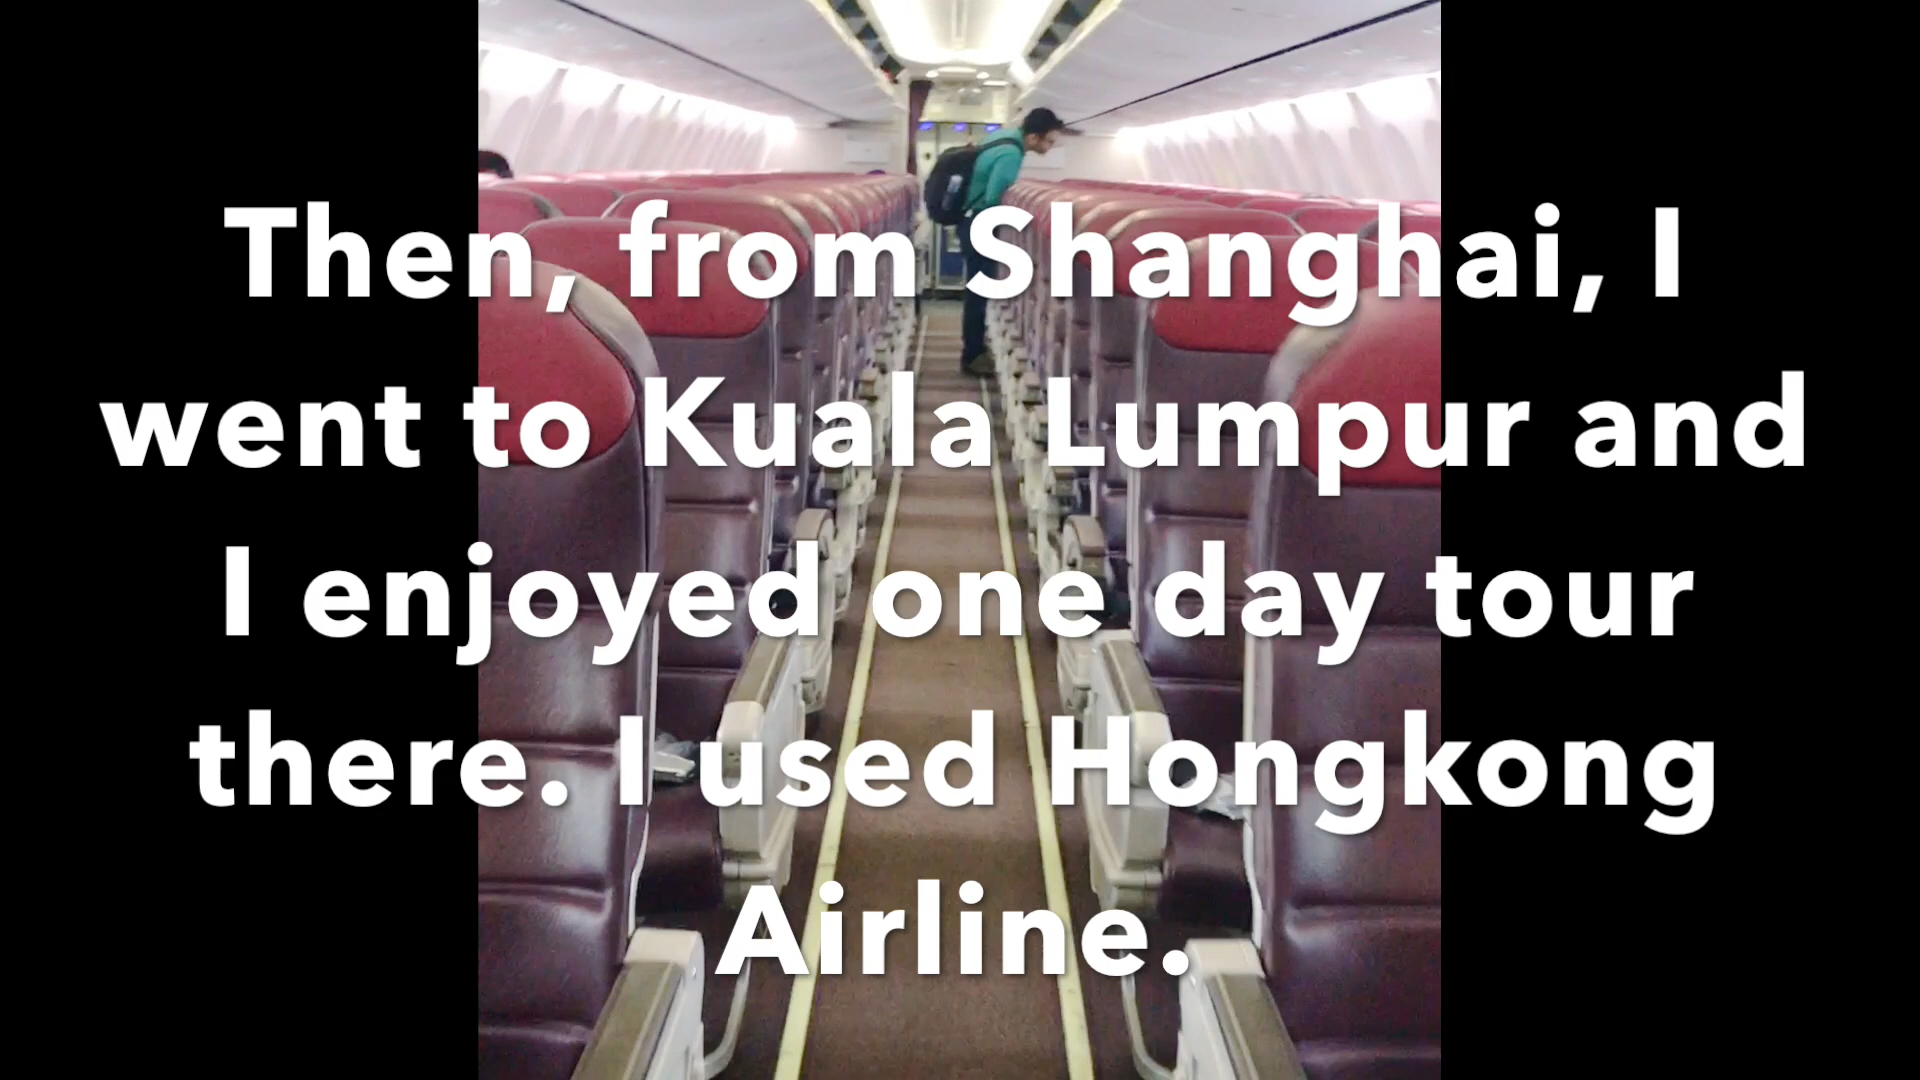 Then, from Shanghai, I
went to Kuala Lumpur and
I enjoyed one day tour
there. I used Hongkong
Airline.